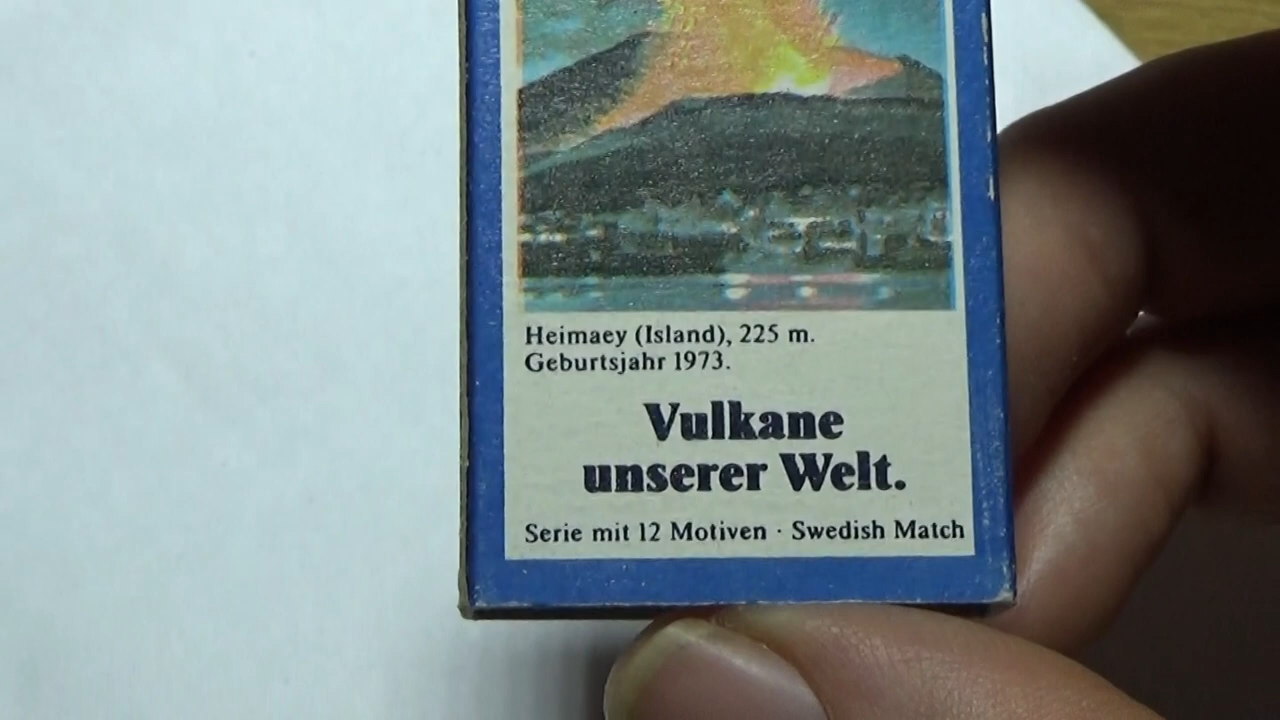 Heimaey (Island), 225 m.
Geburtsjahr 1973.
Vulkane
unserer Welt.
Serie mit 12 Motiven · Swedish Match